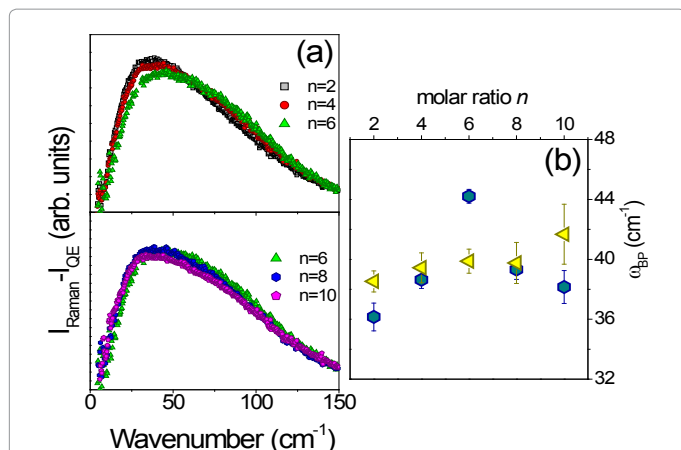 (a)
n=2
n=4
n=6
n=6
n=8
n=10
I_Raman -I_QE (arb. units)
0 50 100 150
Wavenumber (cm⁻¹)
molar ratio n
2 4 6 8 10
(b)
48
44
40
36
32
ω_BP (cm⁻¹)